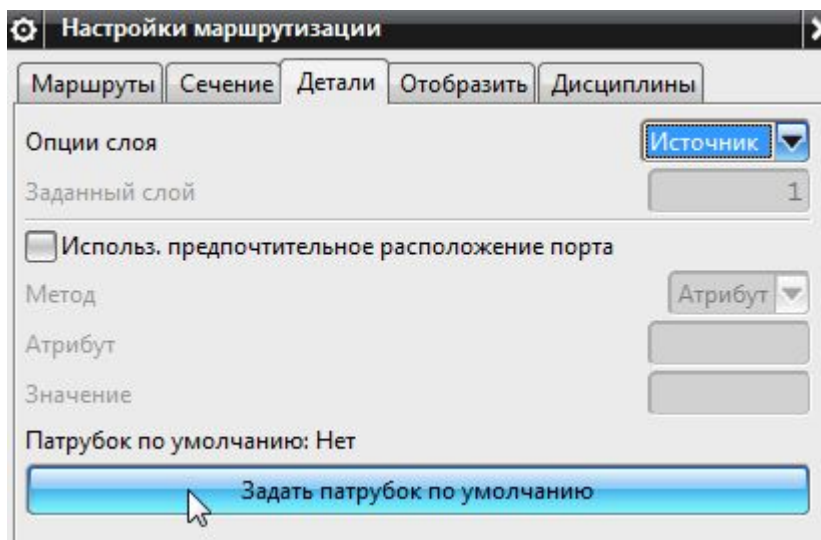 Настройки маршрутизации
Маршруты Сечение Детали Отобразить Дисциплины
Опции слоя Источник
Заданный слой 1
Использ. предпочтительное расположение порта
Метод Атрибут
Атрибут
Значение
Патрубок по умолчанию: Нет
Задать патрубок по умолчанию